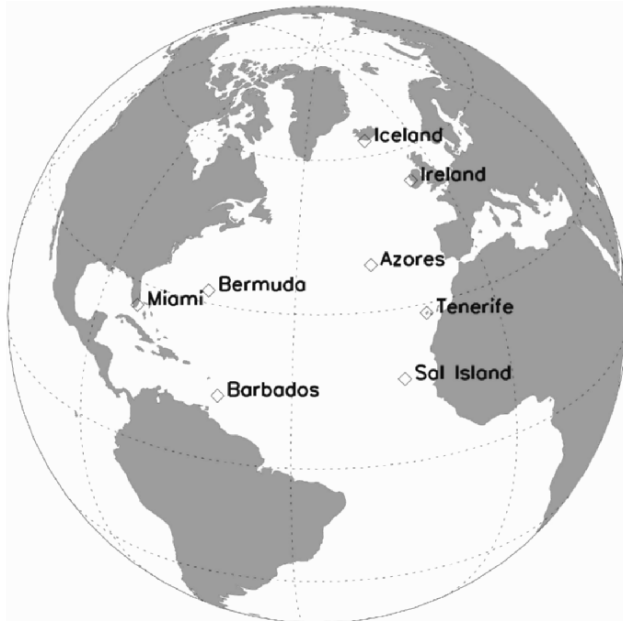 Iceland
Ireland
Azores
Bermuda
Miami
Tenerife
Sal Island
Barbados